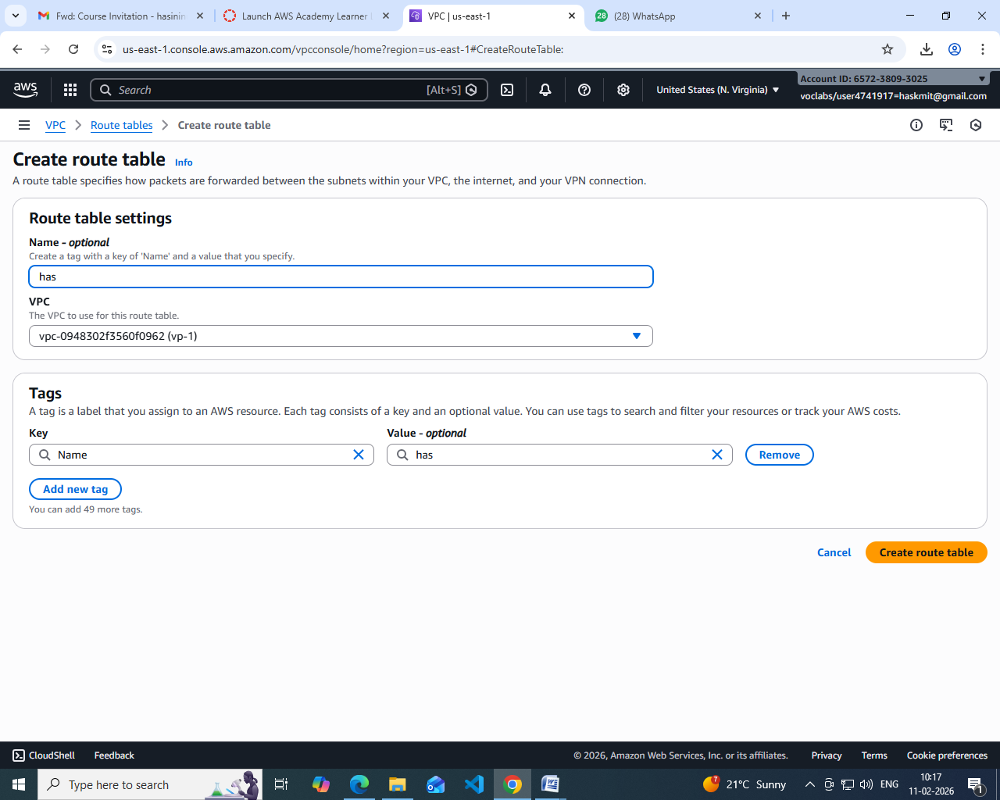 Fwd: Course Invitation - hasinin
Launch AWS Academy Learner L
VPC | us-east-1
28
(28) WhatsApp
us-east-1.console.aws.amazon.com/vpcconsole/home?region=us-east-1#CreateRouteTable:
aws
Search
[Alt+S]
United States (N. Virginia)
Account ID: 6572-3809-3025
voclabs/user4741917=haskmit@gmail.com
VPC
Route tables
Create route table
Create route table
Info
A route table specifies how packets are forwarded between the subnets within your VPC, the internet, and your VPN connection.
Route table settings
Name - optional
Create a tag with a key of 'Name' and a value that you specify.
has
VPC
The VPC to use for this route table.
vpc-0948302f3560f0962 (vp-1)
Tags
A tag is a label that you assign to an AWS resource. Each tag consists of a key and an optional value. You can use tags to search and filter your resources or track your AWS costs.
Key
Value - optional
Name
has
Remove
Add new tag
You can add 49 more tags.
Cancel
Create route table
CloudShell
Feedback
© 2026, Amazon Web Services, Inc. or its affiliates.
Privacy
Terms
Cookie preferences
Type here to search
7
21°C Sunny
ENG
10:17
11-02-2026
1